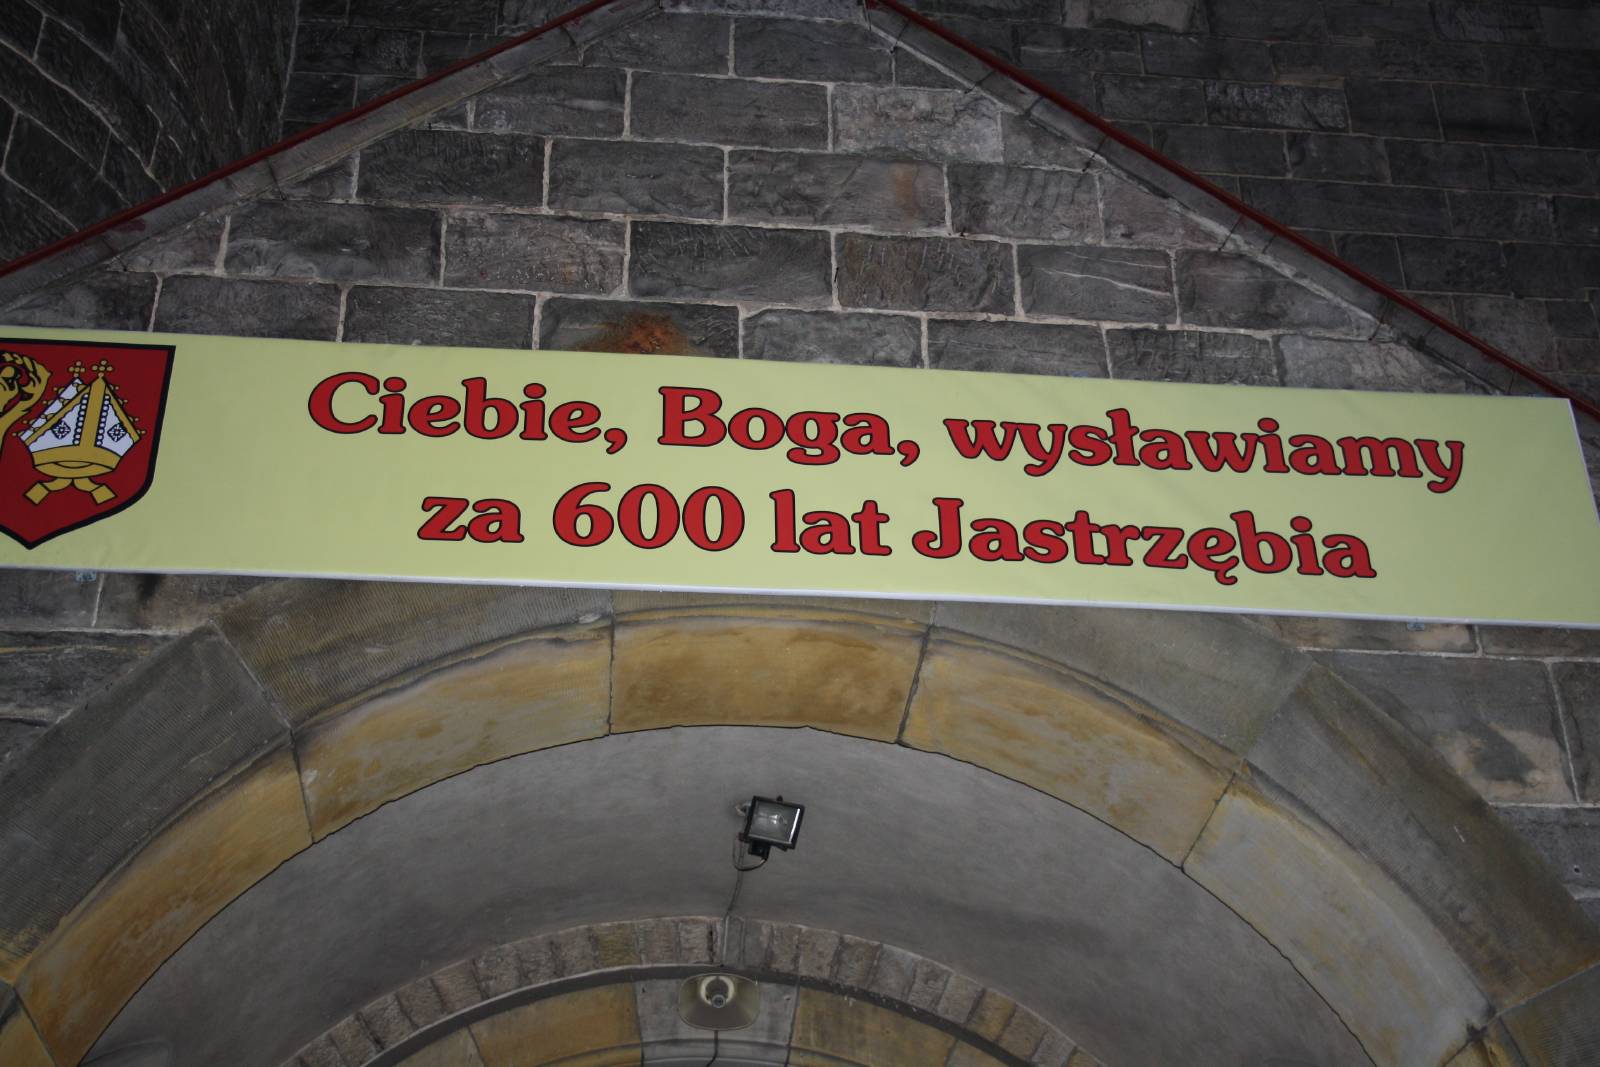 Ciebie, Boga, wysławiamy
za 600 lat Jastrzębia